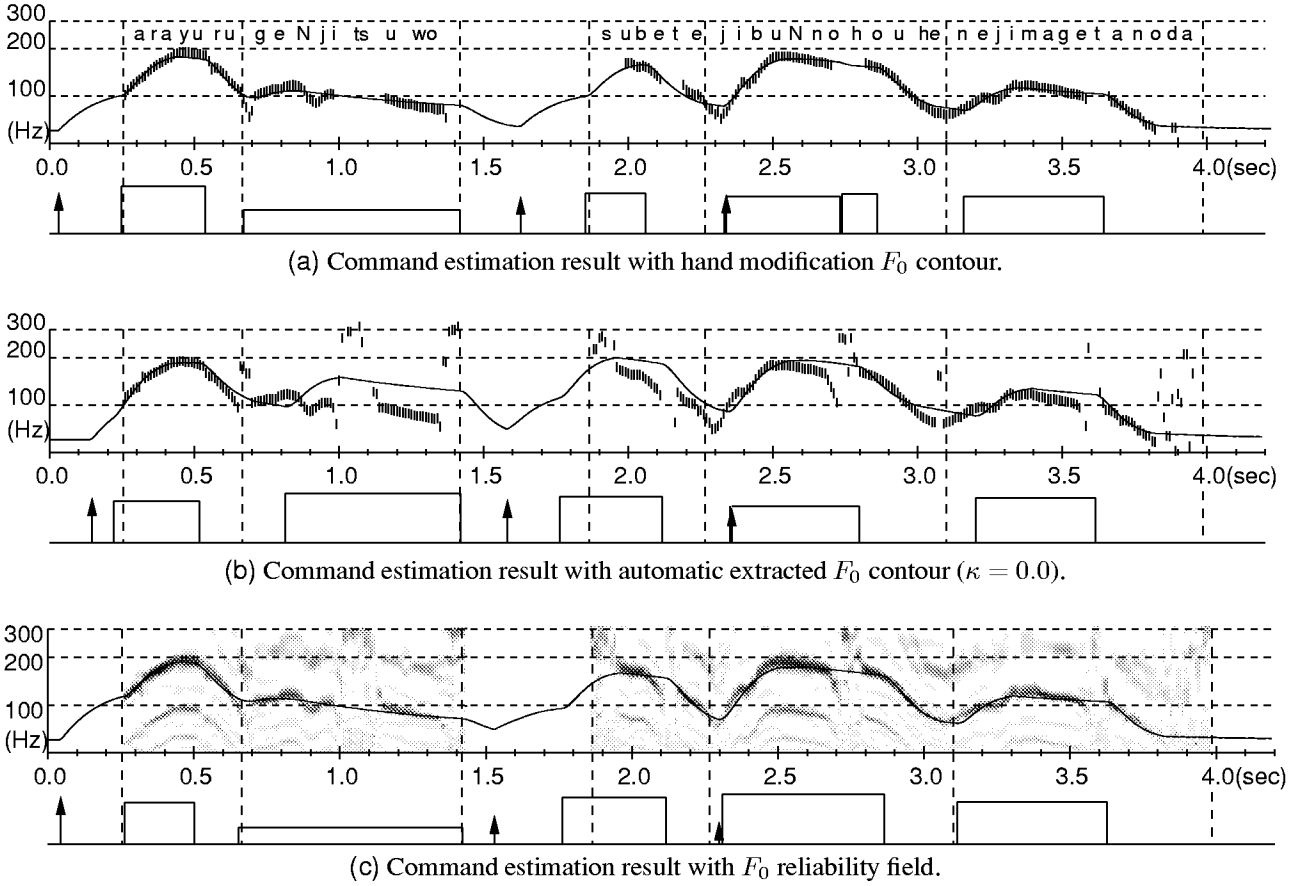 300
a r a y u r u g e N j i ts u wo s u b e t e j i b u N n o h o u he n e j i m a g e t a n o d a
200
100
(Hz)
0.0 0.5 1.0 1.5 2.0 2.5 3.0 3.5 4.0(sec)
(a) Command estimation result with hand modification F0 contour.
300
200
100
(Hz)
0.0 0.5 1.0 1.5 2.0 2.5 3.0 3.5 4.0(sec)
(b) Command estimation result with automatic extracted F0 contour (κ = 0.0).
300
200
100
(Hz)
0.0 0.5 1.0 1.5 2.0 2.5 3.0 3.5 4.0(sec)
(c) Command estimation result with F0 reliability field.